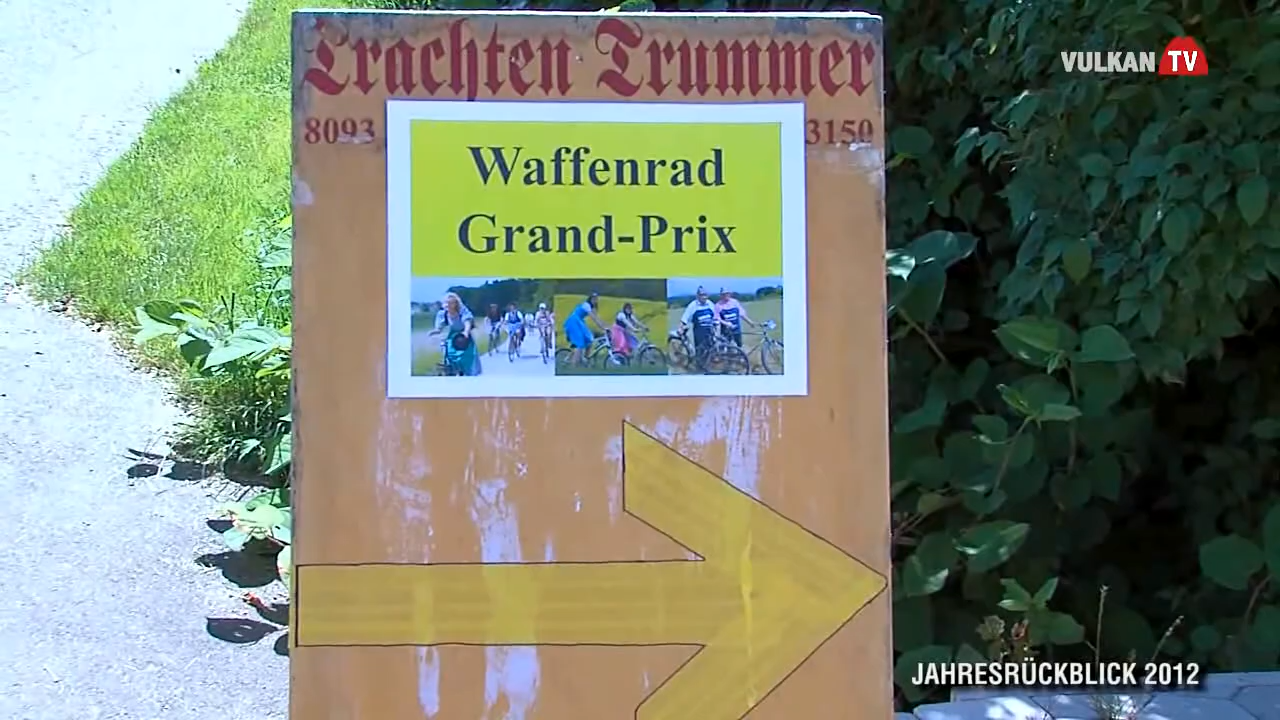 Trachten Trummer
8093
3150
Waffenrad
Grand-Prix
VULKAN TV
JAHRESRÜCKBLICK 2012